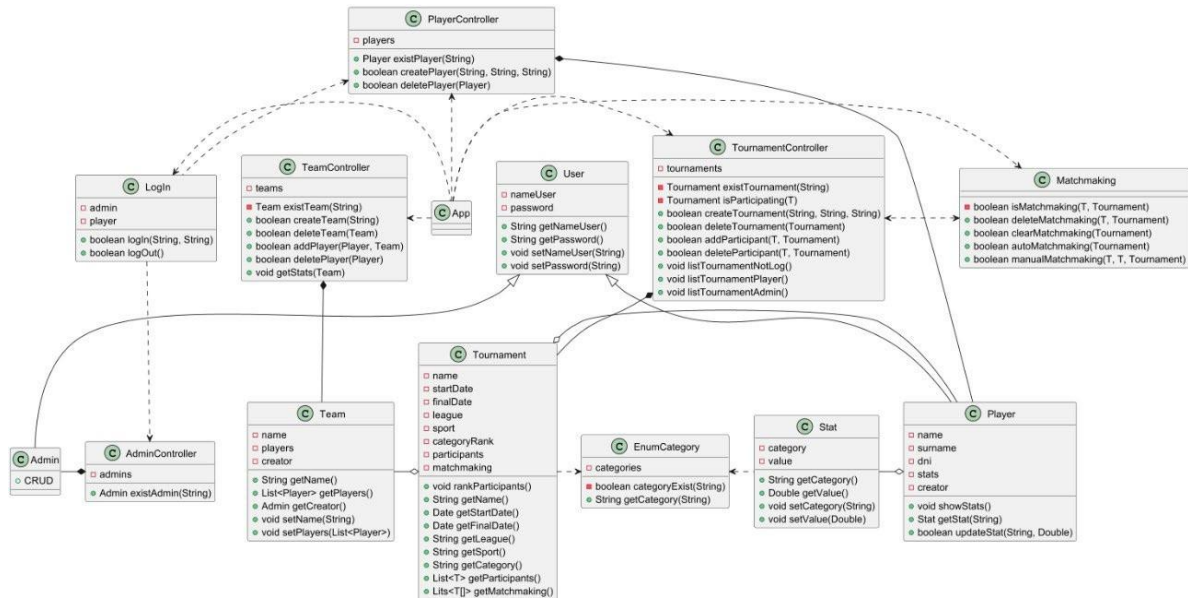 C PlayerController
players
Player existPlayer(String)
boolean createPlayer(String, String, String)
boolean deletePlayer(Player)
C LogIn
admin
player
boolean logIn(String, String)
boolean logOut()
C TeamController
teams
Team existTeam(String)
boolean createTeam(String)
boolean deleteTeam(Team)
boolean addPlayer(Player, Team)
boolean deletePlayer(Player)
void getStats(Team)
C App
C User
nameUser
password
String getNameUser()
String getPassword()
void setNameUser(String)
void setPassword(String)
C TournamentController
tournaments
Tournament existTournament(String)
Tournament isParticipating(T)
boolean createTournament(String, String, String)
boolean deleteTournament(Tournament)
boolean addParticipant(T, Tournament)
boolean deleteParticipant(T, Tournament)
void listTournamentNotLog()
void listTournamentPlayer()
void listTournamentAdmin()
C Matchmaking
boolean isMatchmaking(T, Tournament)
boolean deleteMatchmaking(T, Tournament)
boolean clearMatchmaking(Tournament)
boolean autoMatchmaking(Tournament)
boolean manualMatchmaking(T, T, Tournament)
C Admin
CRUD
C AdminController
admins
Admin existAdmin(String)
C Team
name
players
creator
String getName()
List<Player> getPlayers()
Admin getCreator()
void setName(String)
void setPlayers(List<Player>)
C Tournament
name
startDate
finalDate
league
sport
categoryRank
participants
matchmaking
void rankParticipants()
String getName()
Date getStartDate()
Date getFinalDate()
String getLeague()
String getSport()
String getCategory()
List<T> getParticipants()
Lits<T[]> getMatchmaking()
C EnumCategory
categories
boolean categoryExist(String)
String getCategory(String)
C Stat
category
value
String getCategory()
Double getValue()
void setCategory(String)
void setValue(Double)
C Player
name
surname
dni
stats
creator
void showStats()
Stat getStat(String)
boolean updateStat(String, Double)